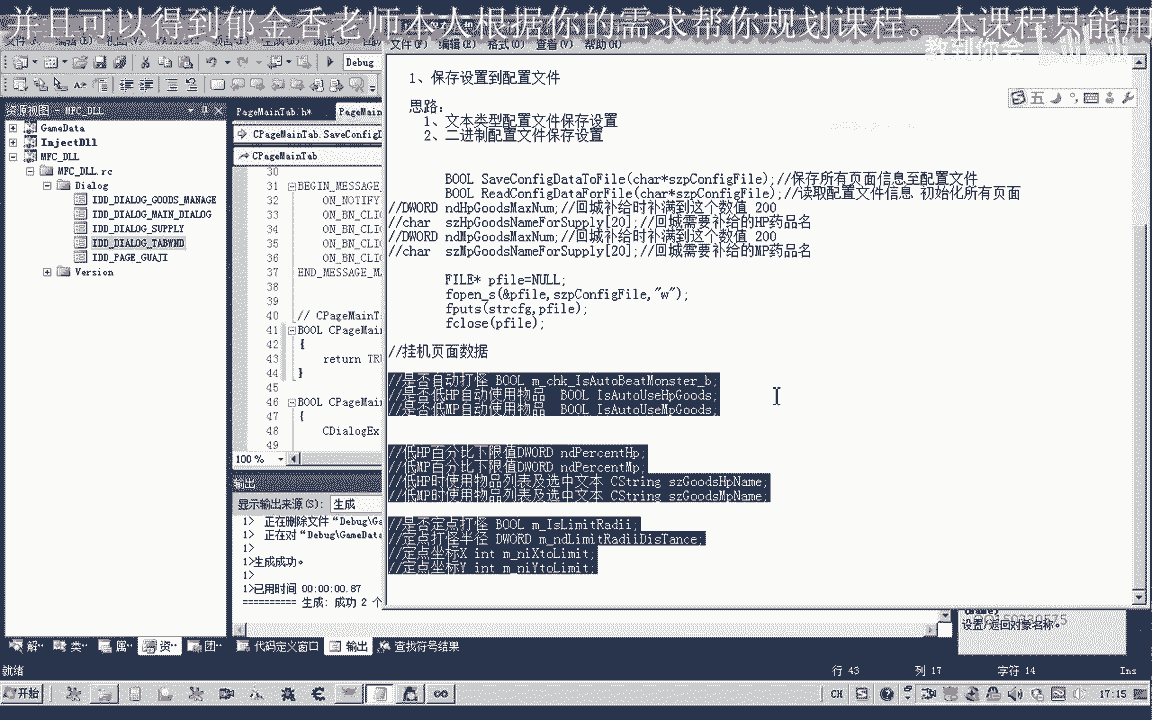 并且可以得到郁金香老师本人根据你的需求帮你规划课程。本课程只能用
教到你会
文件(F) 编辑(E) 格式(O) 查看(V) 帮助(H)
Debug
1、保存设置到配置文件
思路:
1、文本类型配置文件保存设置
2、二进制配置文件保存设置
BOOL SaveConfigDataToFile(char*szpConfigFile);//保存所有页面信息至配置文件
BOOL ReadConfigDataForFile(char*szpConfigFile);//读取配置文件信息 初始化所有页面
//DWORD ndHpGoodsMaxNum;//回城补给时补满到这个数值 200
//char  szHpGoodsNameForSupply[20];//回城需要补给的HP药品名
//DWORD ndMpGoodsMaxNum;//回城补给时补满到这个数值 200
//char  szMpGoodsNameForSupply[20];//回城需要补给的MP药品名
FILE* pfile=NULL;
fopen_s(&pfile,szpConfigFile,"w");
fputs(strcfg,pfile);
fclose(pfile);
//挂机页面数据
//是否自动打怪 BOOL m_chk_IsAutoBeatMonster_b;
//是否低HP自动使用物品  BOOL IsAutoUseHpGoods;
//是否低MP自动使用物品  BOOL IsAutoUseMpGoods;
//低HP百分比下限值DWORD ndPercentHp;
//低MP百分比下限值DWORD ndPercentMp;
//低HP时使用物品列表及选中文本 CString szGoodsHpName;
//低MP时使用物品列表及选中文本 CString szGoodsMpName;
//是否定点打怪 BOOL m_IsLimitRadii;
//定点打怪半径 DWORD m_ndLimitRadiiDisTance;
//定点坐标X int m_niXtoLimit;
//定点坐标Y int m_niYtoLimit;
资源视图 - MFC_DLL
GameData
InjectDll
MFC_DLL
MFC_DLL.rc
Dialog
IDD_DIALOG_GOODS_MANAGE
IDD_DIALOG_MAIN_DIALOG
IDD_DIALOG_SUPPLY
IDD_DIALOG_TABWND
IDD_PAGE_GUAJI
Version
PageMainTab.h* PageMain
CPageMainTab.SaveConfigD
CPageMainTab
30
31 BEGIN_MESSAGE_
32 ON_NOTIFY
33 ON_BN_CLI
34 ON_BN_CLI
35 ON_BN_CLI
36 ON_BN_CLI
37 END_MESSAGE_M
38
39
40 // CPageMainT
41 BOOL CPageMai
42 {
43 return TR
44 }
45
46 BOOL CPageMai
47 {
48 CDialogEx
49
100 %
输出
显示输出来源(S): 生成
1> 正在删除文件“Debug\Ga
1> 正在对“Debug\GameData
1>
1>生成成功。
1>
1>已用时间 00:00:00.87
========== 生成: 成功 2 个
(Name)
设置/返回对象名称。
解·· 类·· 属·· 资·· 团·· 代码定义窗口 输出 查找符号结果
就绪 行 43 列 17 字符 14 Ins
开始 CH 17:15